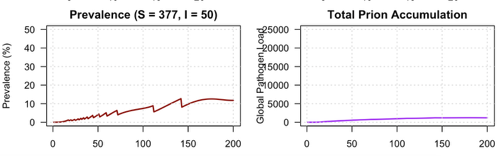 Prevalence (S = 377, I = 50)
Prevalence (%)
50
40
30
20
10
0
0 50 100 150 200
Total Prion Accumulation
Global Pathogen Load
25000
20000
15000
10000
5000
0
0 50 100 150 200